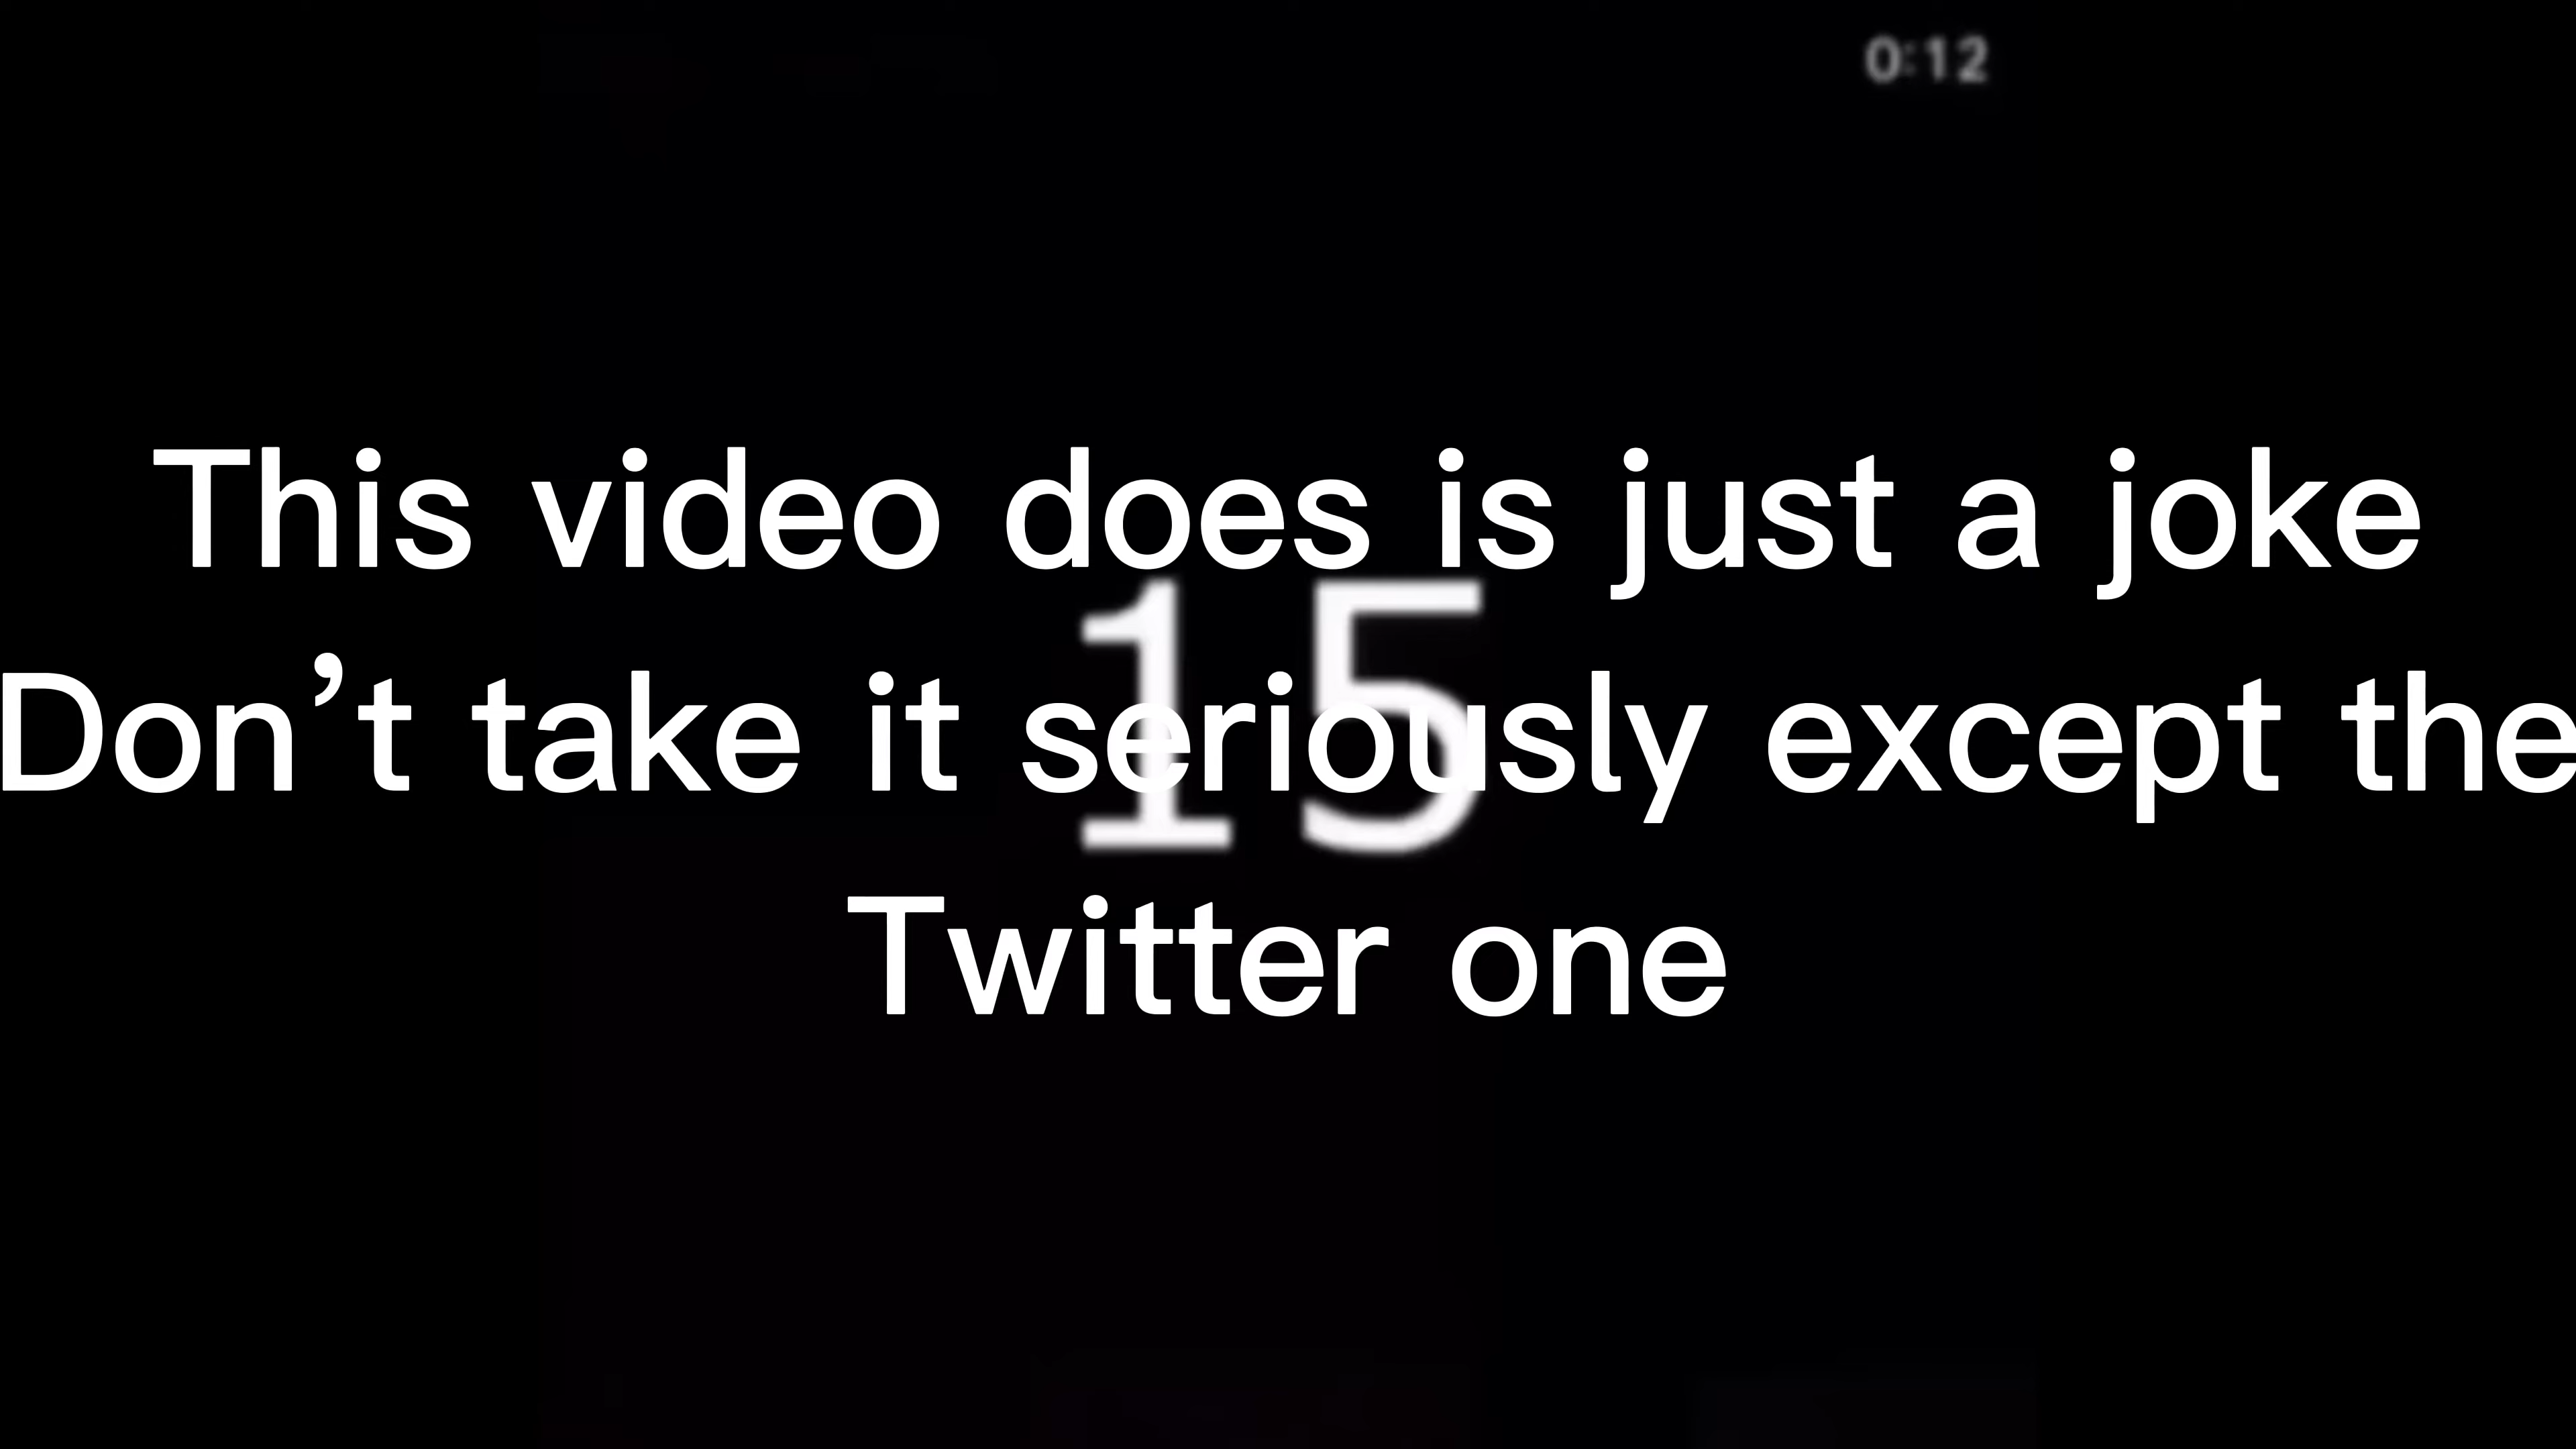 0:12
This video does is just a joke
15
Don’t take it seriously except the
Twitter one